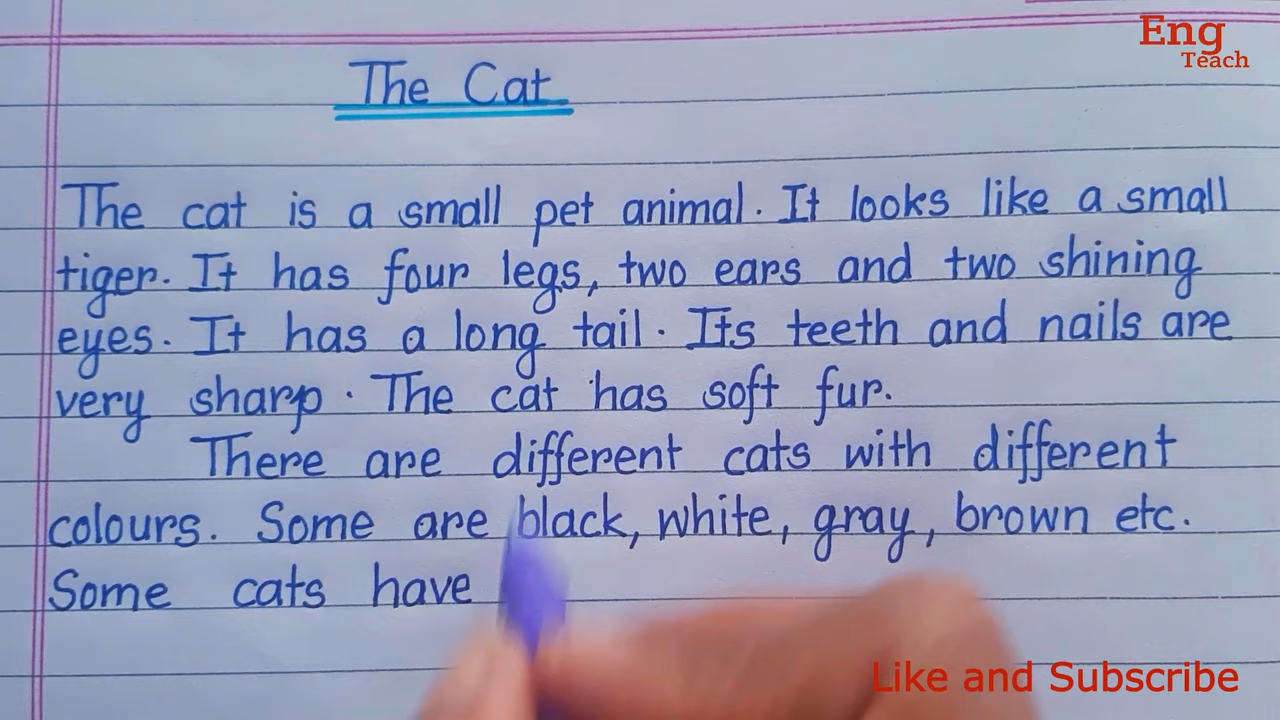 Eng
Teach
The Cat
The cat is a small pet animal. It looks like a small
tiger. It has four legs, two ears and two shining
eyes. It has a long tail. Its teeth and nails are
very sharp. The cat has soft fur.
There are different cats with different
colours. Some are black, white, gray, brown etc.
Some cats have
Like and Subscribe